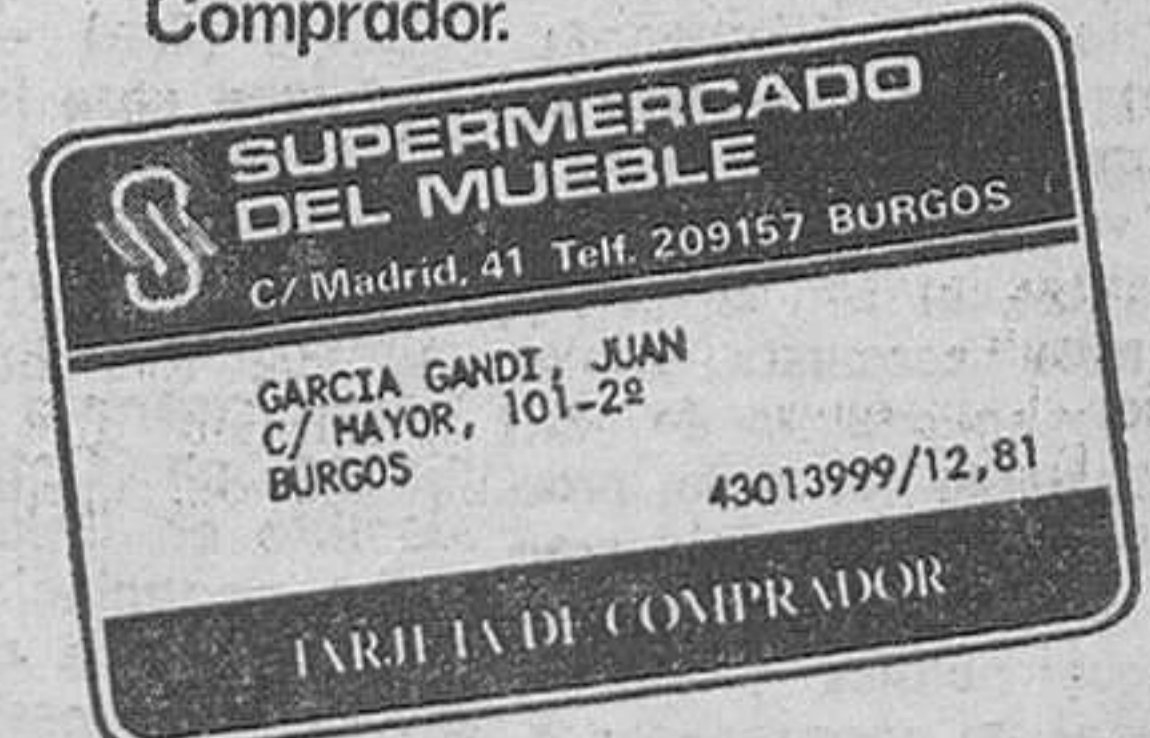 Comprador.
SUPERMERCADO
DEL MUEBLE
C/ Madrid, 41 Telf. 209157 BURGOS
GARCIA GANDI, JUAN
C/ MAYOR, 101-2º
BURGOS
43013999/12,81
TARJETA DE COMPRADOR